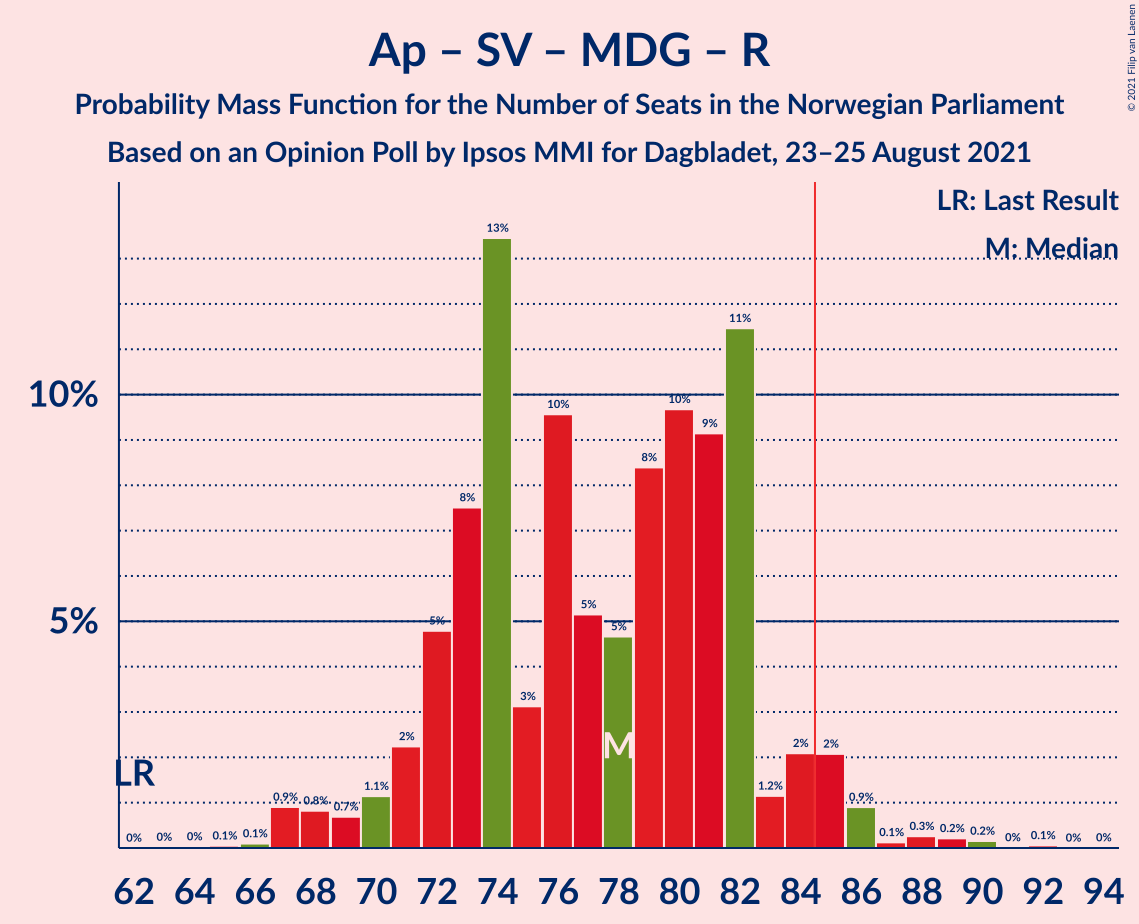 Ap – SV – MDG – R
Probability Mass Function for the Number of Seats in the Norwegian Parliament
Based on an Opinion Poll by Ipsos MMI for Dagbladet, 23–25 August 2021
© 2021 Filip van Laenen
LR: Last Result
M: Median
10%
5%
LR
M
0% 0% 0% 0.1% 0.1% 0.9% 0.8% 0.7% 1.1% 2% 5% 8% 13% 3% 10% 5% 5% 8% 10% 9% 11% 1.2% 2% 2% 0.9% 0.1% 0.3% 0.2% 0.2% 0% 0.1% 0% 0%
62 64 66 68 70 72 74 76 78 80 82 84 86 88 90 92 94